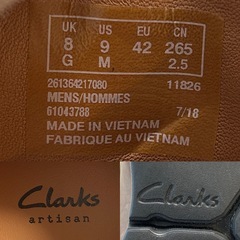 UK US EUR CN
8 9 42 265
G M 2.5
261364217080 11826
MENS/HOMMES
61043788 7/18
MADE IN VIETNAM
FABRIQUE AU VIETNAM
Clarks
artisan
Clarks